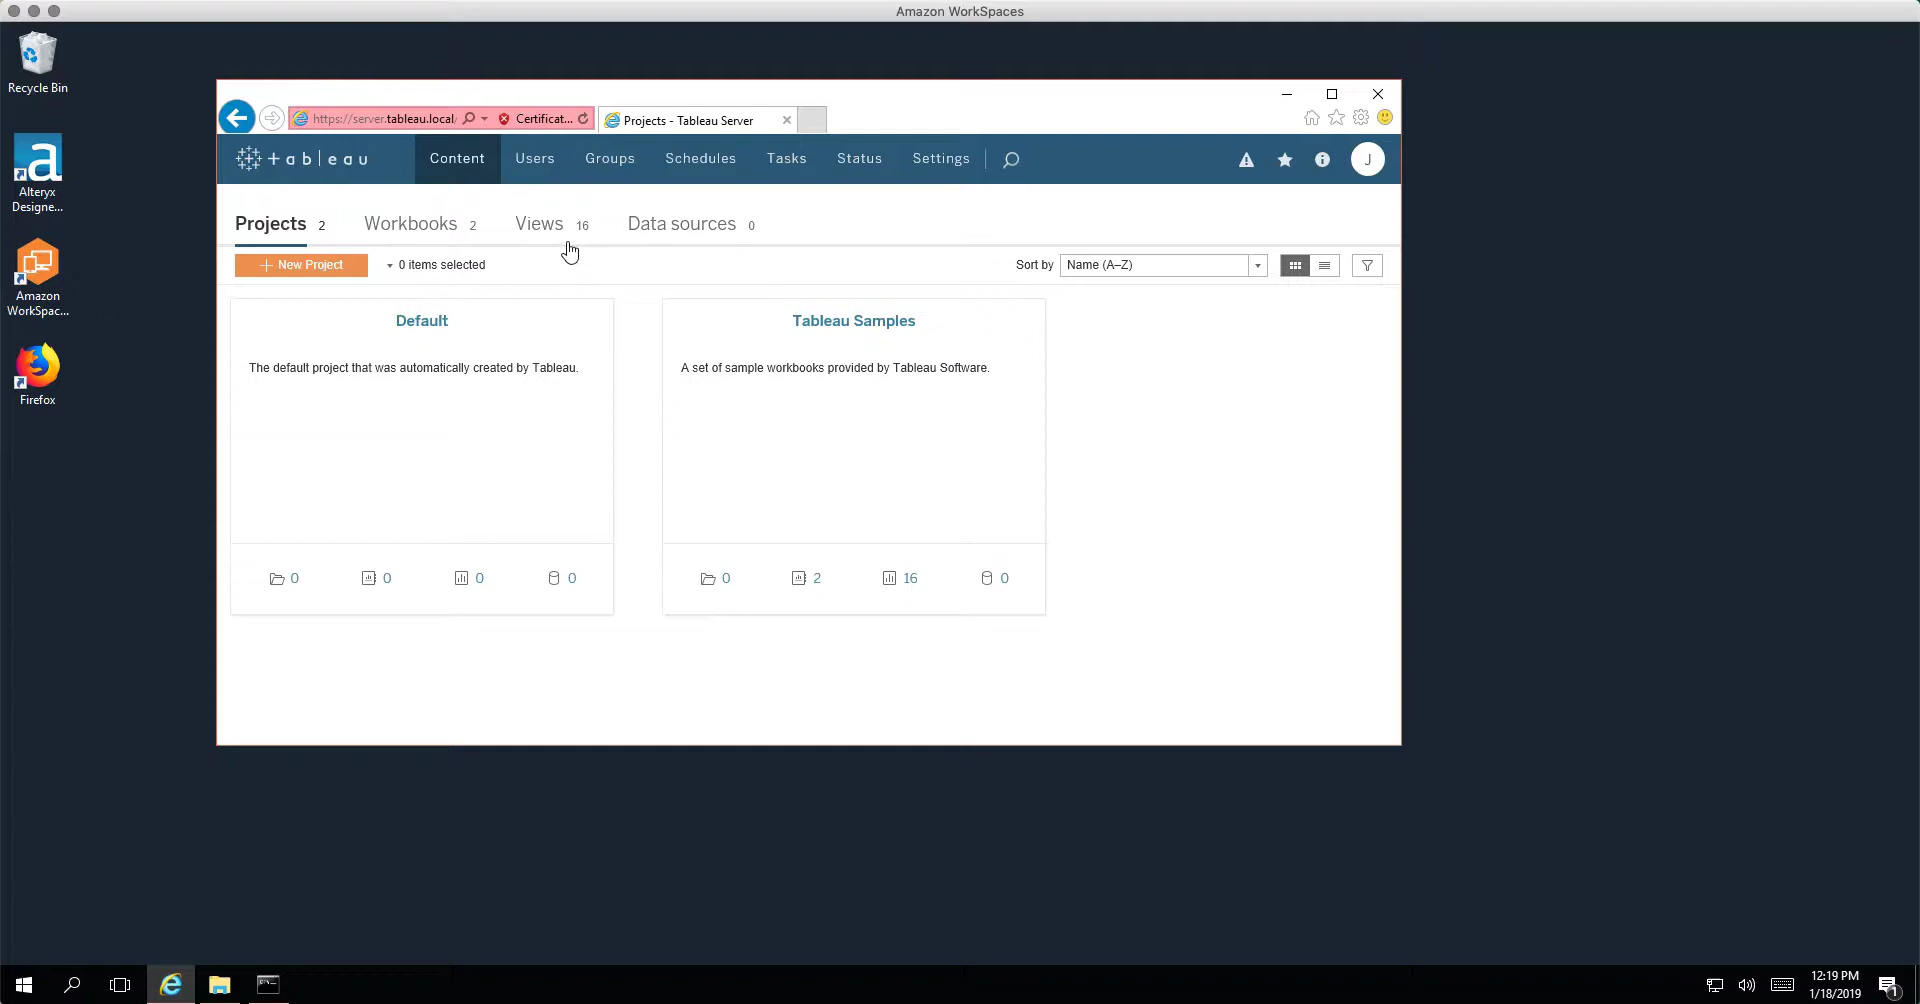 Amazon WorkSpaces
Recycle Bin
Alteryx
Designe...
Amazon
WorkSpac...
Firefox
https://server.tableau.local/
Certificat...
Projects - Tableau Server
tableau
Content
Users
Groups
Schedules
Tasks
Status
Settings
J
Projects 2
Workbooks 2
Views 16
Data sources 0
New Project
0 items selected
Sort by
Name (A–Z)
Default
The default project that was automatically created by Tableau.
0 0 0 0
Tableau Samples
A set of sample workbooks provided by Tableau Software.
0 2 16 0
12:19 PM
1/18/2019
1